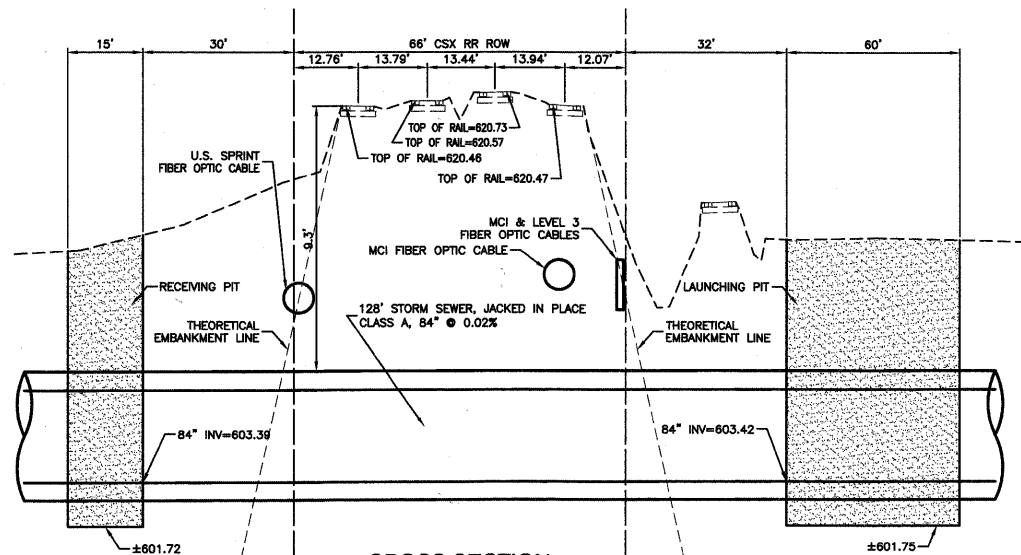 15'
30'
66' CSX RR ROW
32'
60'
12.76'
13.79'
13.44'
13.94'
12.07'
TOP OF RAIL=620.73
TOP OF RAIL=620.57
TOP OF RAIL=620.46
TOP OF RAIL=620.47
U.S. SPRINT
FIBER OPTIC CABLE
9.3'
MCI & LEVEL 3
FIBER OPTIC CABLES
MCI FIBER OPTIC CABLE
RECEIVING PIT
LAUNCHING PIT
128' STORM SEWER, JACKED IN PLACE
CLASS A, 84" @ 0.02%
THEORETICAL
EMBANKMENT LINE
THEORETICAL
EMBANKMENT LINE
84" INV=603.39
84" INV=603.42
±601.72
CROSS SECTION
±601.75